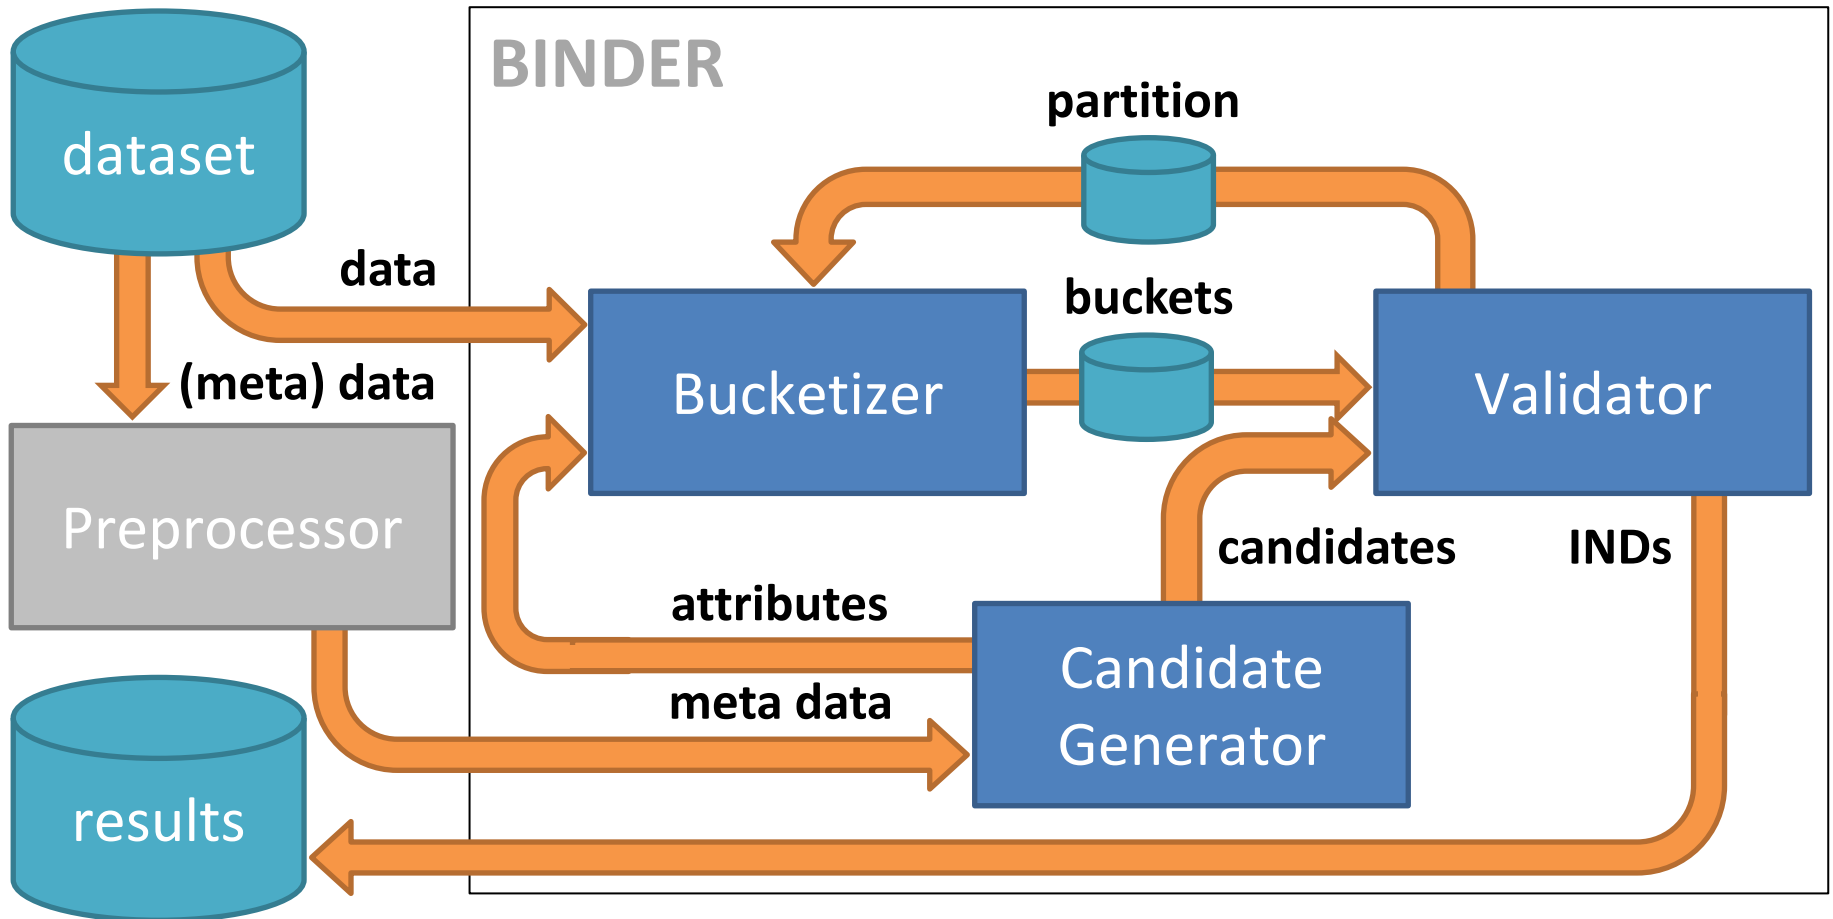 BINDER
partition
dataset
data
buckets
(meta) data
Bucketizer
Validator
Preprocessor
candidates
INDs
attributes
Candidate
Generator
meta data
results